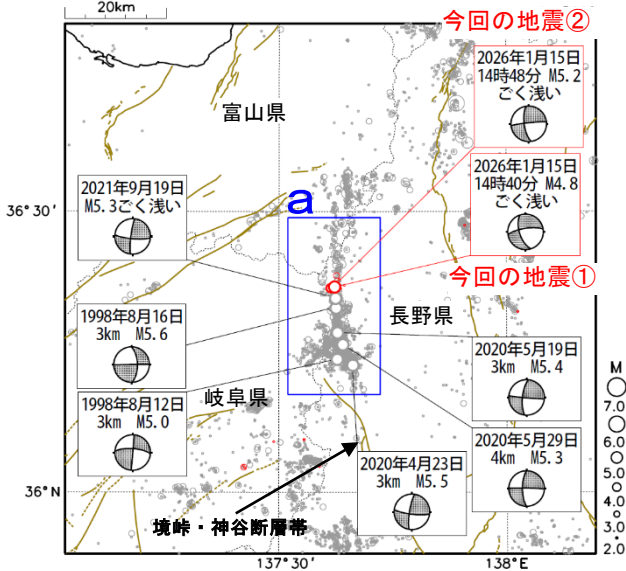 20km
今回の地震②
2026年1月15日
14時48分 M5.2
ごく浅い
富山県
2026年1月15日
14時40分 M4.8
ごく浅い
2021年9月19日
M5.3ごく浅い
a
36°30'
今回の地震①
長野県
1998年8月16日
3km M5.6
2020年5月19日
3km M5.4
岐阜県
1998年8月12日
3km M5.0
2020年5月29日
4km M5.3
2020年4月23日
3km M5.5
36°N
境峠・神谷断層帯
137°30'
138°E
M
7.0
6.0
5.0
4.0
3.0
2.0